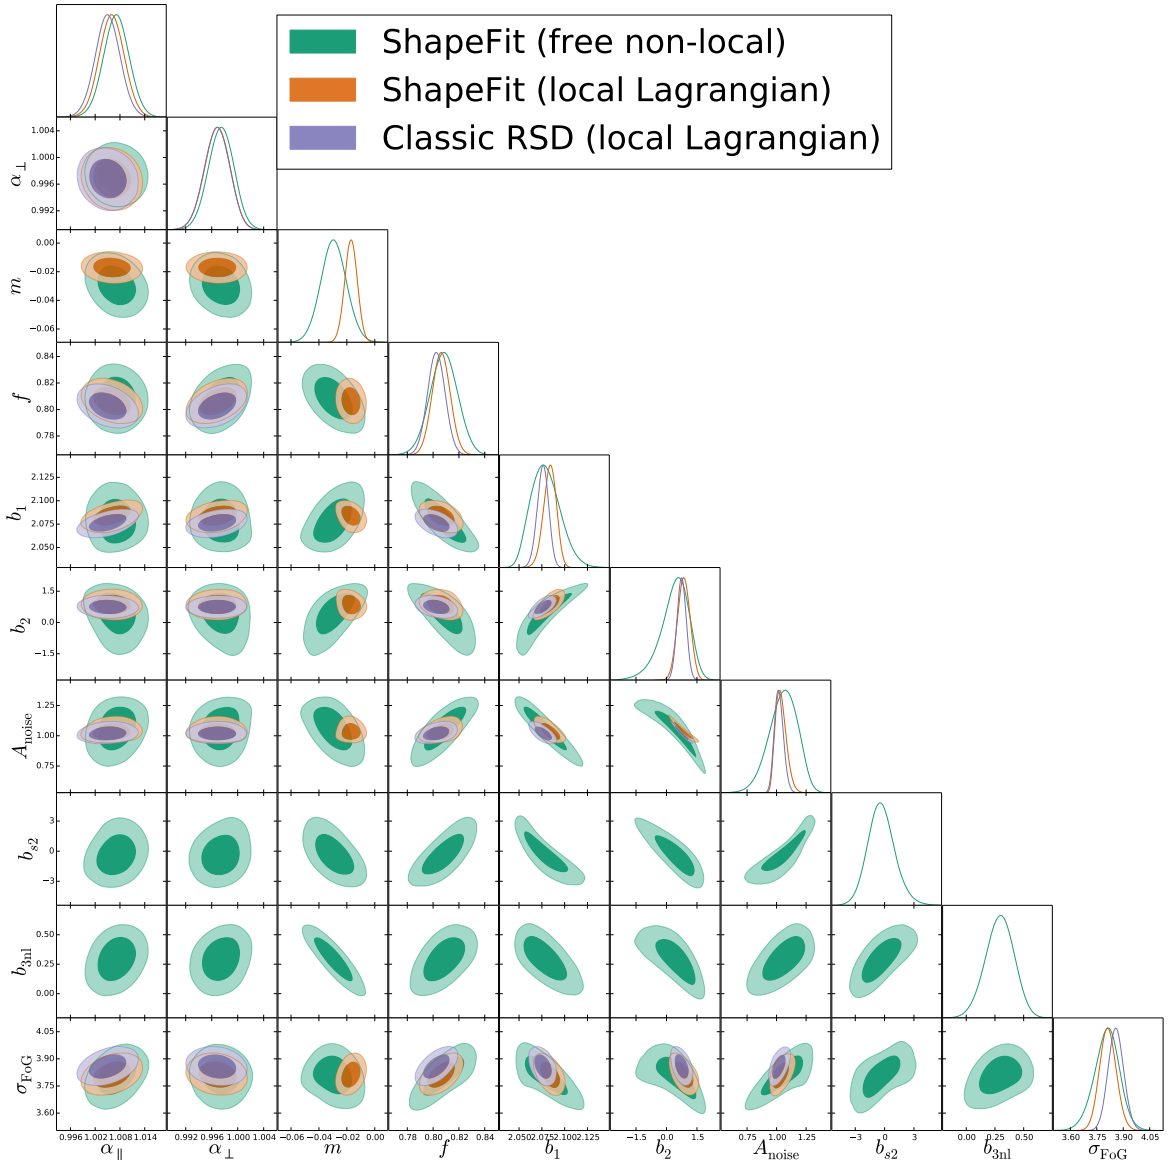 ShapeFit (free non-local)
ShapeFit (local Lagrangian)
Classic RSD (local Lagrangian)
1.004
1.000
0.996
0.992
α⊥
0.00
−0.02
−0.04
−0.06
m
0.84
0.82
0.80
0.78
f
2.125
2.100
2.075
2.050
b1
1.5
0.0
−1.5
b2
1.25
1.00
0.75
Anoise
3
0
−3
bs2
0.50
0.25
0.00
b3nl
4.05
3.90
3.75
3.60
σFoG
0.996 1.002 1.008 1.014 0.992 0.996 1.000 1.004 −0.06 −0.04 −0.02 0.00 0.78 0.80 0.82 0.84 2.050 2.075 2.100 2.125 −1.5 0.0 1.5 0.75 1.00 1.25 −3 0 3 0.00 0.25 0.50 3.60 3.75 3.90 4.05
α∥ α⊥ m f b1 b2 Anoise bs2 b3nl σFoG